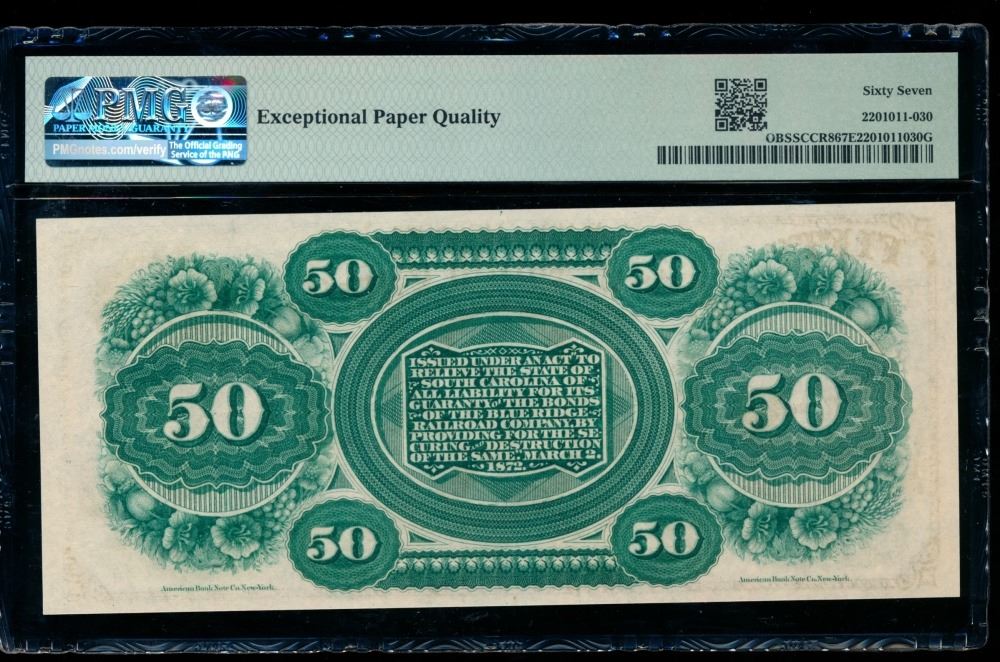 PMG
PAPER MONEY GUARANTY
PMGnotes.com/verify
The Official Grading
Service of the PNG
Exceptional Paper Quality
Sixty Seven
2201011-030
OBSSCCR867E2201011030G
50
50
50
50
ISSUED UNDER AN ACT TO
RELIEVE THE STATE OF
SOUTH CAROLINA OF
ALL LIABILITY FOR ITS
GUARANTY OF THE BONDS
OF THE BLUE RIDGE
RAILROAD COMPANY, BY
PROVIDING FOR THE SE-
CURING AND DESTRUCTION
OF THE SAME, MARCH 2.
1872.
50
50
American Bank Note Co. New-York.
American Bank Note Co. New-York.